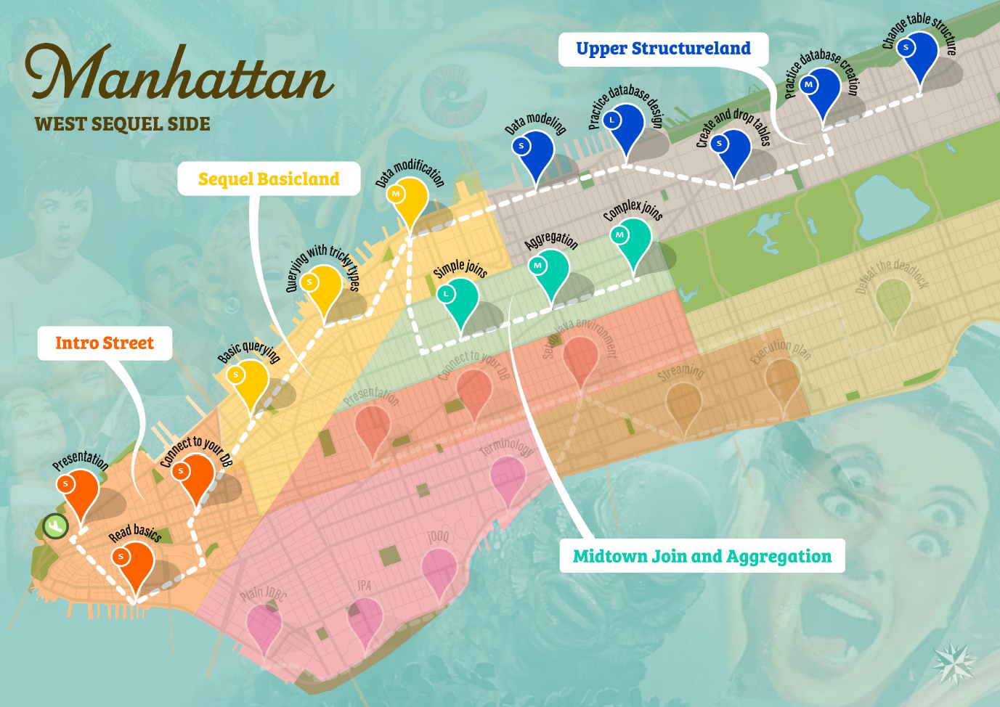 Manhattan
WEST SEQUEL SIDE
Upper Structureland
Change table structure
S
Practice database creation
M
Practice database design
L
Create and drop tables
S
Data modeling
S
Sequel Basicland
Data modification
M
Querying with tricky types
S
Basic querying
S
Complex joins
M
Aggregation
M
Simple joins
L
Intro Street
Presentation
S
Connect to your DB
S
Read basics
S
Midtown Join and Aggregation
Defeat the deadlock
Setup Java environment
Connect to your DB
Presentation
Streaming
Execution plan
Terminology
jOOQ
JPA
Plain JDBC